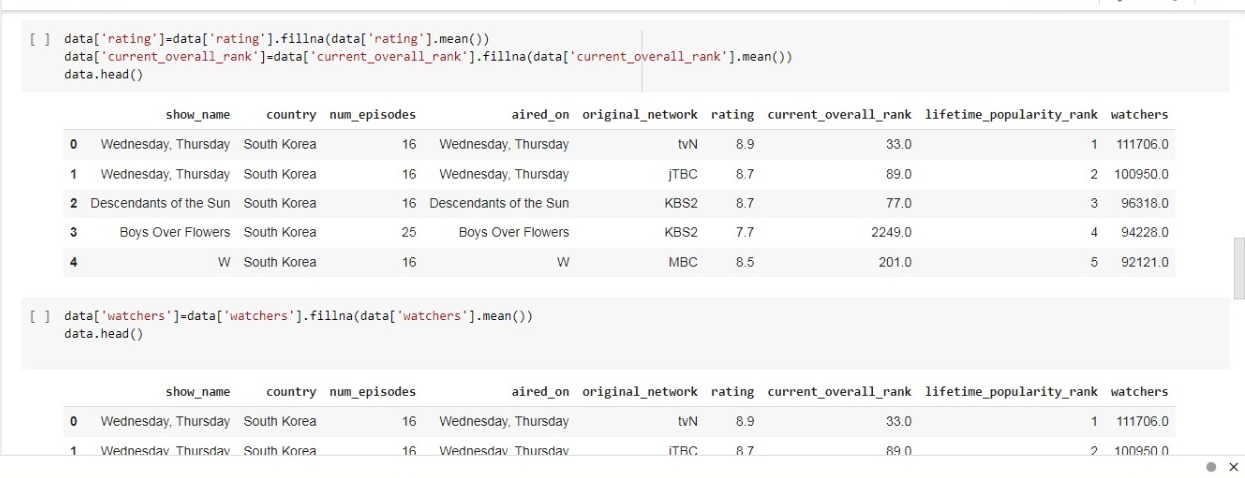 [ ] data['rating']=data['rating'].fillna(data['rating'].mean())
data['current_overall_rank']=data['current_overall_rank'].fillna(data['current_overall_rank'].mean())
data.head()
show_name country num_episodes aired_on original_network rating current_overall_rank lifetime_popularity_rank watchers
0 Wednesday, Thursday South Korea 16 Wednesday, Thursday tvN 8.9 33.0 1 111706.0
1 Wednesday, Thursday South Korea 16 Wednesday, Thursday jTBC 8.7 89.0 2 100950.0
2 Descendants of the Sun South Korea 16 Descendants of the Sun KBS2 8.7 77.0 3 96318.0
3 Boys Over Flowers South Korea 25 Boys Over Flowers KBS2 7.7 2249.0 4 94228.0
4 W South Korea 16 W MBC 8.5 201.0 5 92121.0
[ ] data['watchers']=data['watchers'].fillna(data['watchers'].mean())
data.head()
show_name country num_episodes aired_on original_network rating current_overall_rank lifetime_popularity_rank watchers
0 Wednesday, Thursday South Korea 16 Wednesday, Thursday tvN 8.9 33.0 1 111706.0
1 Wednesday, Thursday South Korea 16 Wednesday, Thursday jTBC 8.7 89.0 2 100950.0